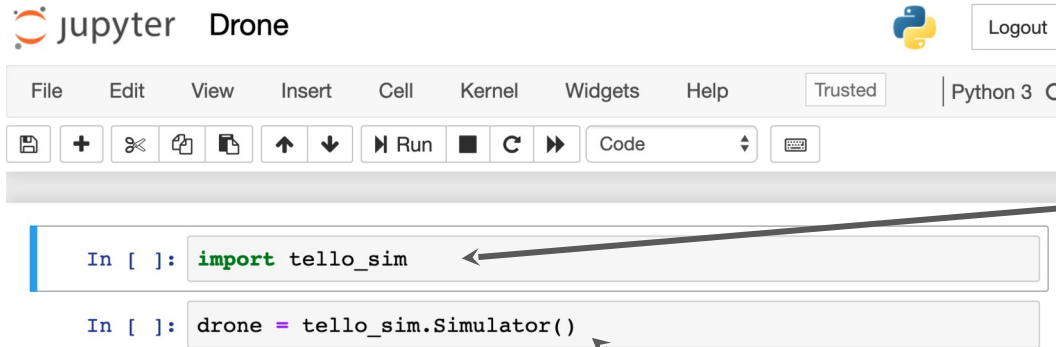 jupyter Drone Logout
File Edit View Insert Cell Kernel Widgets Help Trusted Python 3
Run Code
In [ ]: import tello_sim
In [ ]: drone = tello_sim.Simulator()